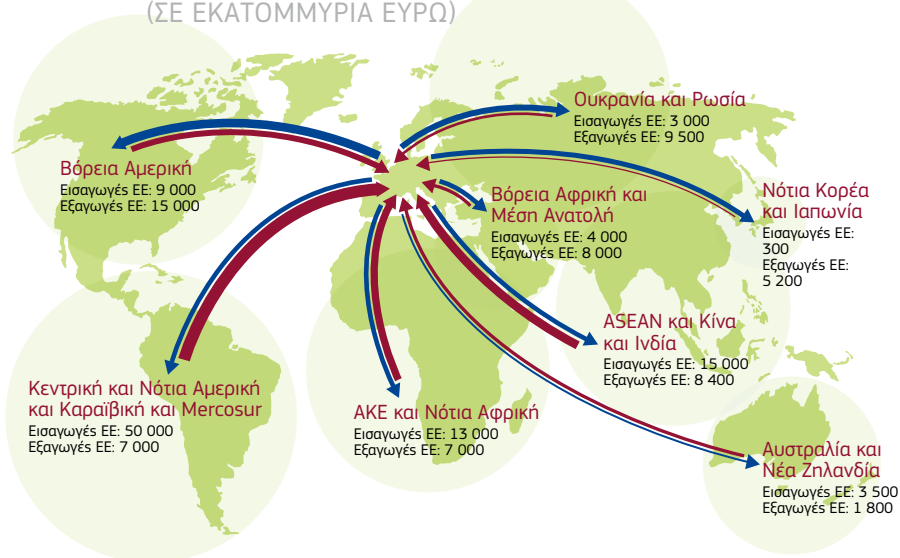 (ΣΕ ΕΚΑΤΟΜΜΥΡΙΑ ΕΥΡΩ)
Ουκρανία και Ρωσία
Εισαγωγές ΕΕ: 3 000
Εξαγωγές ΕΕ: 9 500
Βόρεια Αμερική
Εισαγωγές ΕΕ: 9 000
Εξαγωγές ΕΕ: 15 000
Βόρεια Αφρική και
Μέση Ανατολή
Εισαγωγές ΕΕ: 4 000
Εξαγωγές ΕΕ: 8 000
Νότια Κορέα
και Ιαπωνία
Εισαγωγές ΕΕ:
300
Εξαγωγές ΕΕ:
5 200
ASEAN και Κίνα
και Ινδία
Εισαγωγές ΕΕ: 15 000
Εξαγωγές ΕΕ: 8 400
Κεντρική και Νότια Αμερική
και Καραϊβική και Mercosur
Εισαγωγές ΕΕ: 50 000
Εξαγωγές ΕΕ: 7 000
ΑΚΕ και Νότια Αφρική
Εισαγωγές ΕΕ: 13 000
Εξαγωγές ΕΕ: 7 000
Αυστραλία και
Νέα Ζηλανδία
Εισαγωγές ΕΕ: 3 500
Εξαγωγές ΕΕ: 1 800